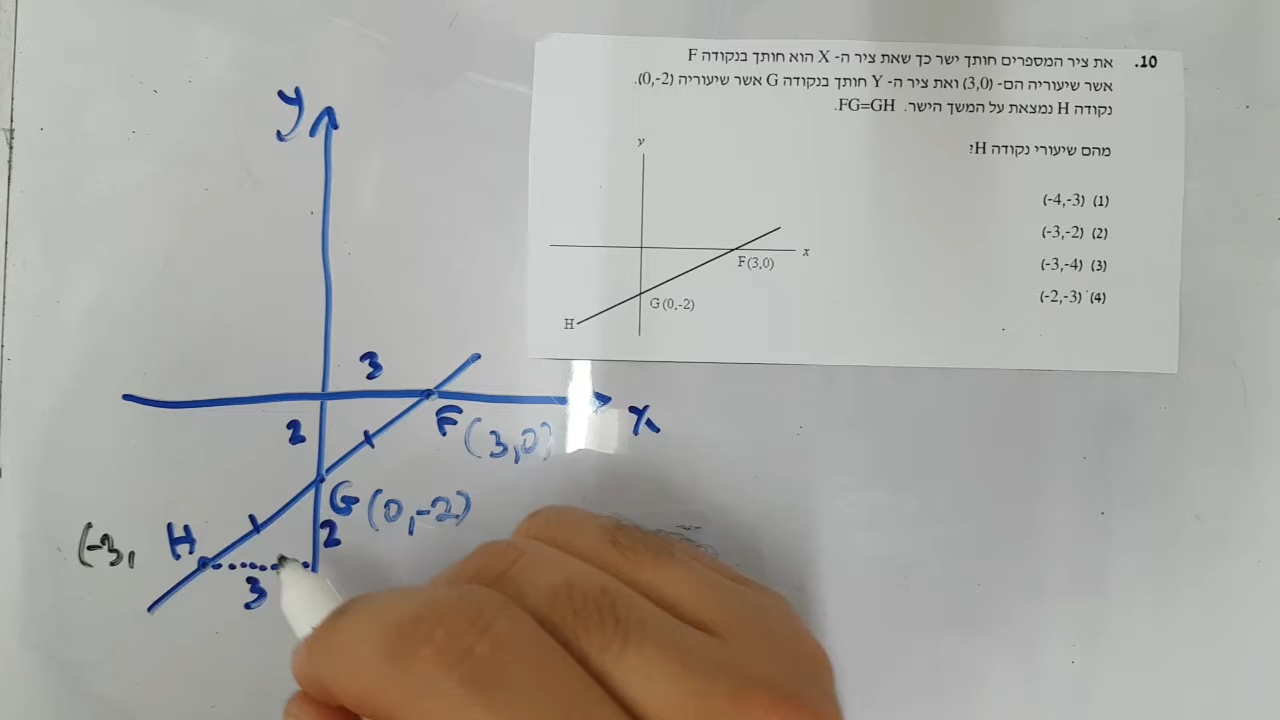 10. את ציר המספרים חותך ישר כך שאת ציר ה- X הוא חותך בנקודה F
אשר שיעוריה הם- (3,0) ואת ציר ה- Y חותך בנקודה G אשר שיעוריה (0,-2).
נקודה H נמצאת על המשך הישר. FG=GH.
מהם שיעורי נקודה H?
(1) (-4,-3)
(2) (-3,-2)
(3) (-3,-4)
(4) (-2,-3)
y
x
F(3,0)
G(0,-2)
H
y
3
x
2
F (3,0)
G (0,-2)
2
(-3, H
3